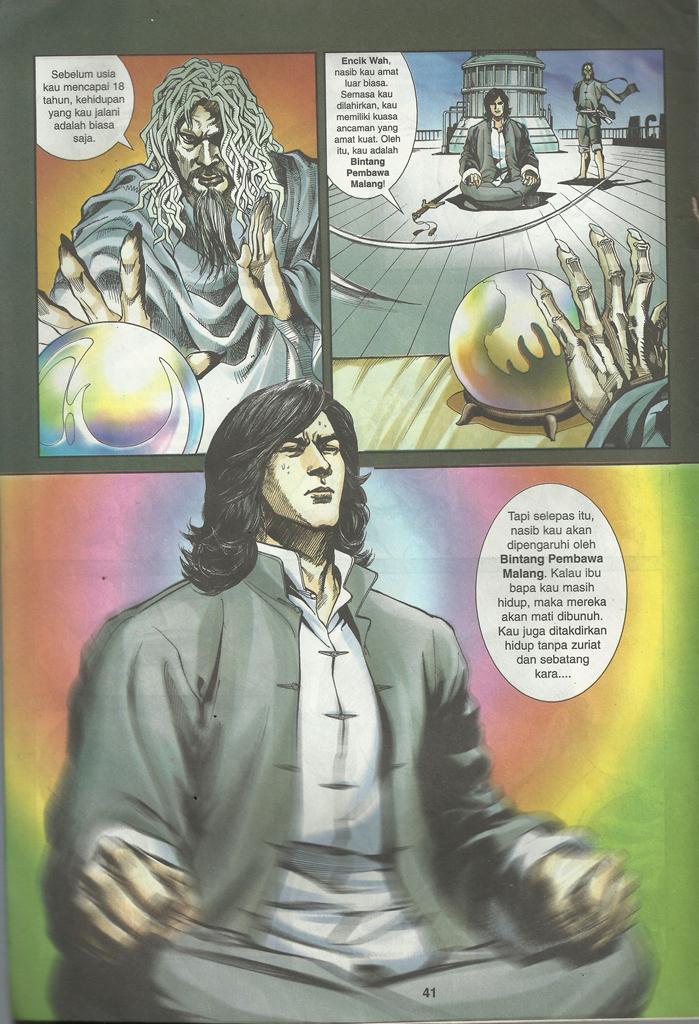 Sebelum usia
kau mencapai 18
tahun, kehidupan
yang kau jalani
adalah biasa
saja.
Encik Wah,
nasib kau amat
luar biasa.
Semasa kau
dilahirkan, kau
memiliki kuasa
ancaman yang
amat kuat. Oleh
itu, kau adalah
Bintang
Pembawa
Malang!
Tapi selepas itu,
nasib kau akan
dipengaruhi oleh
Bintang Pembawa
Malang. Kalau ibu
bapa kau masih
hidup, maka mereka
akan mati dibunuh.
Kau juga ditakdirkan
hidup tanpa zuriat
dan sebatang
kara....
41